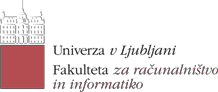 Univerza v Ljubljani
Fakulteta za računalništvo
in informatiko